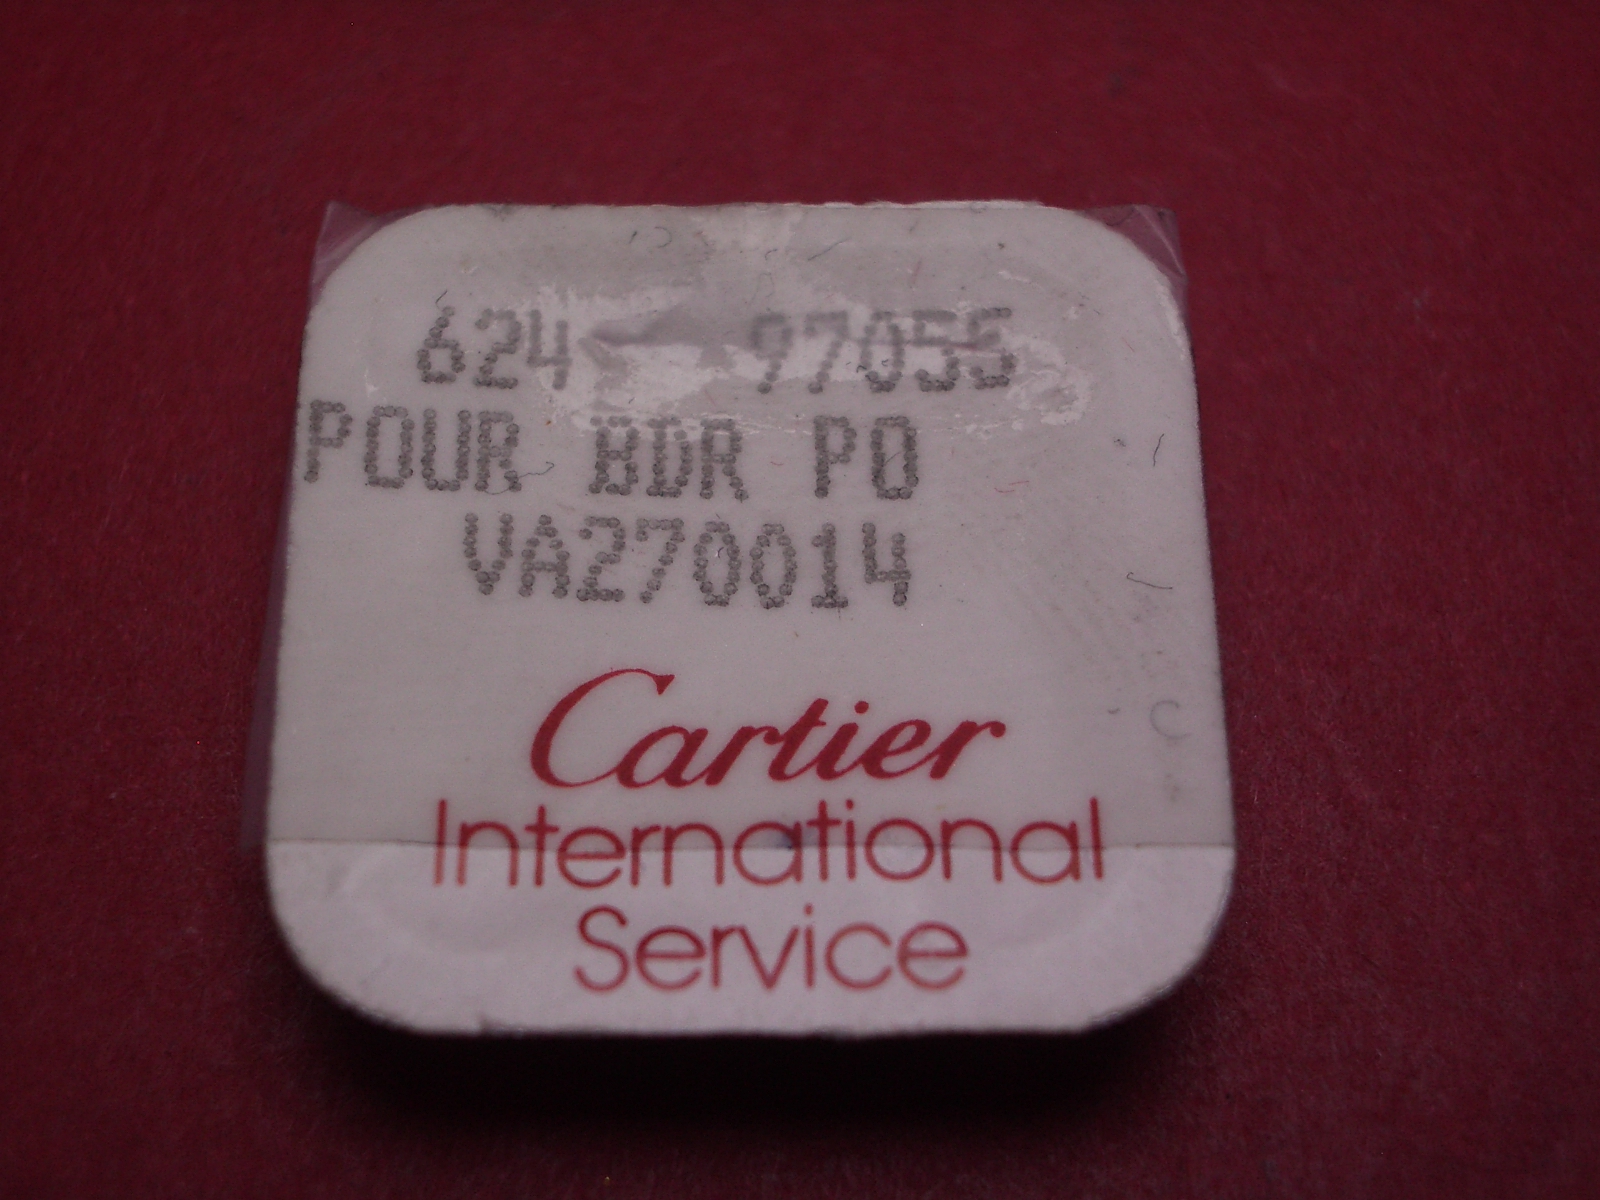 624 97055
POUR BDR PO
VA270014
Cartier
International
Service